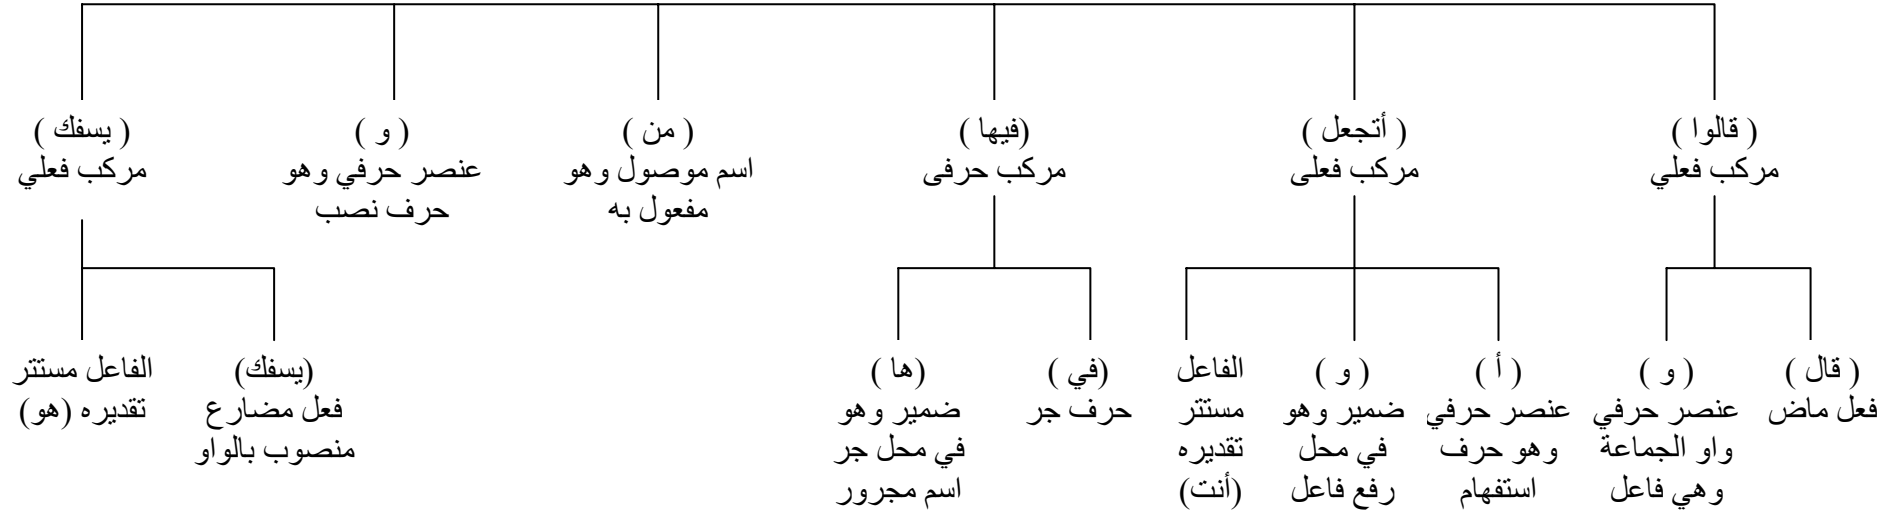 ( قالوا )
مركب فعلي
( أتجعل )
مركب فعلى
(فيها )
مركب حرفى
( من )
اسم موصول وهو
مفعول به
( و )
عنصر حرفي وهو
حرف نصب
( يسفك )
مركب فعلي
( قال )
فعل ماض
( و )
عنصر حرفي
واو الجماعة
وهي فاعل
( أ )
عنصر حرفي
وهو حرف
استفهام
( و )
ضمير وهو
في محل
رفع فاعل
الفاعل
مستتر
تقديره
(أنت)
(في )
حرف جر
(ها )
ضمير وهو
في محل جر
اسم مجرور
(يسفك)
فعل مضارع
منصوب بالواو
الفاعل مستتر
تقديره (هو)